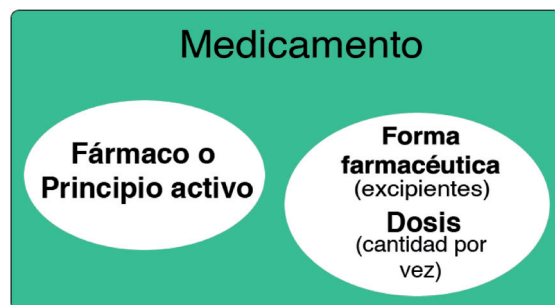 Medicamento
Fármaco o
Principio activo
Forma
farmacéutica
(excipientes)
Dosis
(cantidad por
vez)